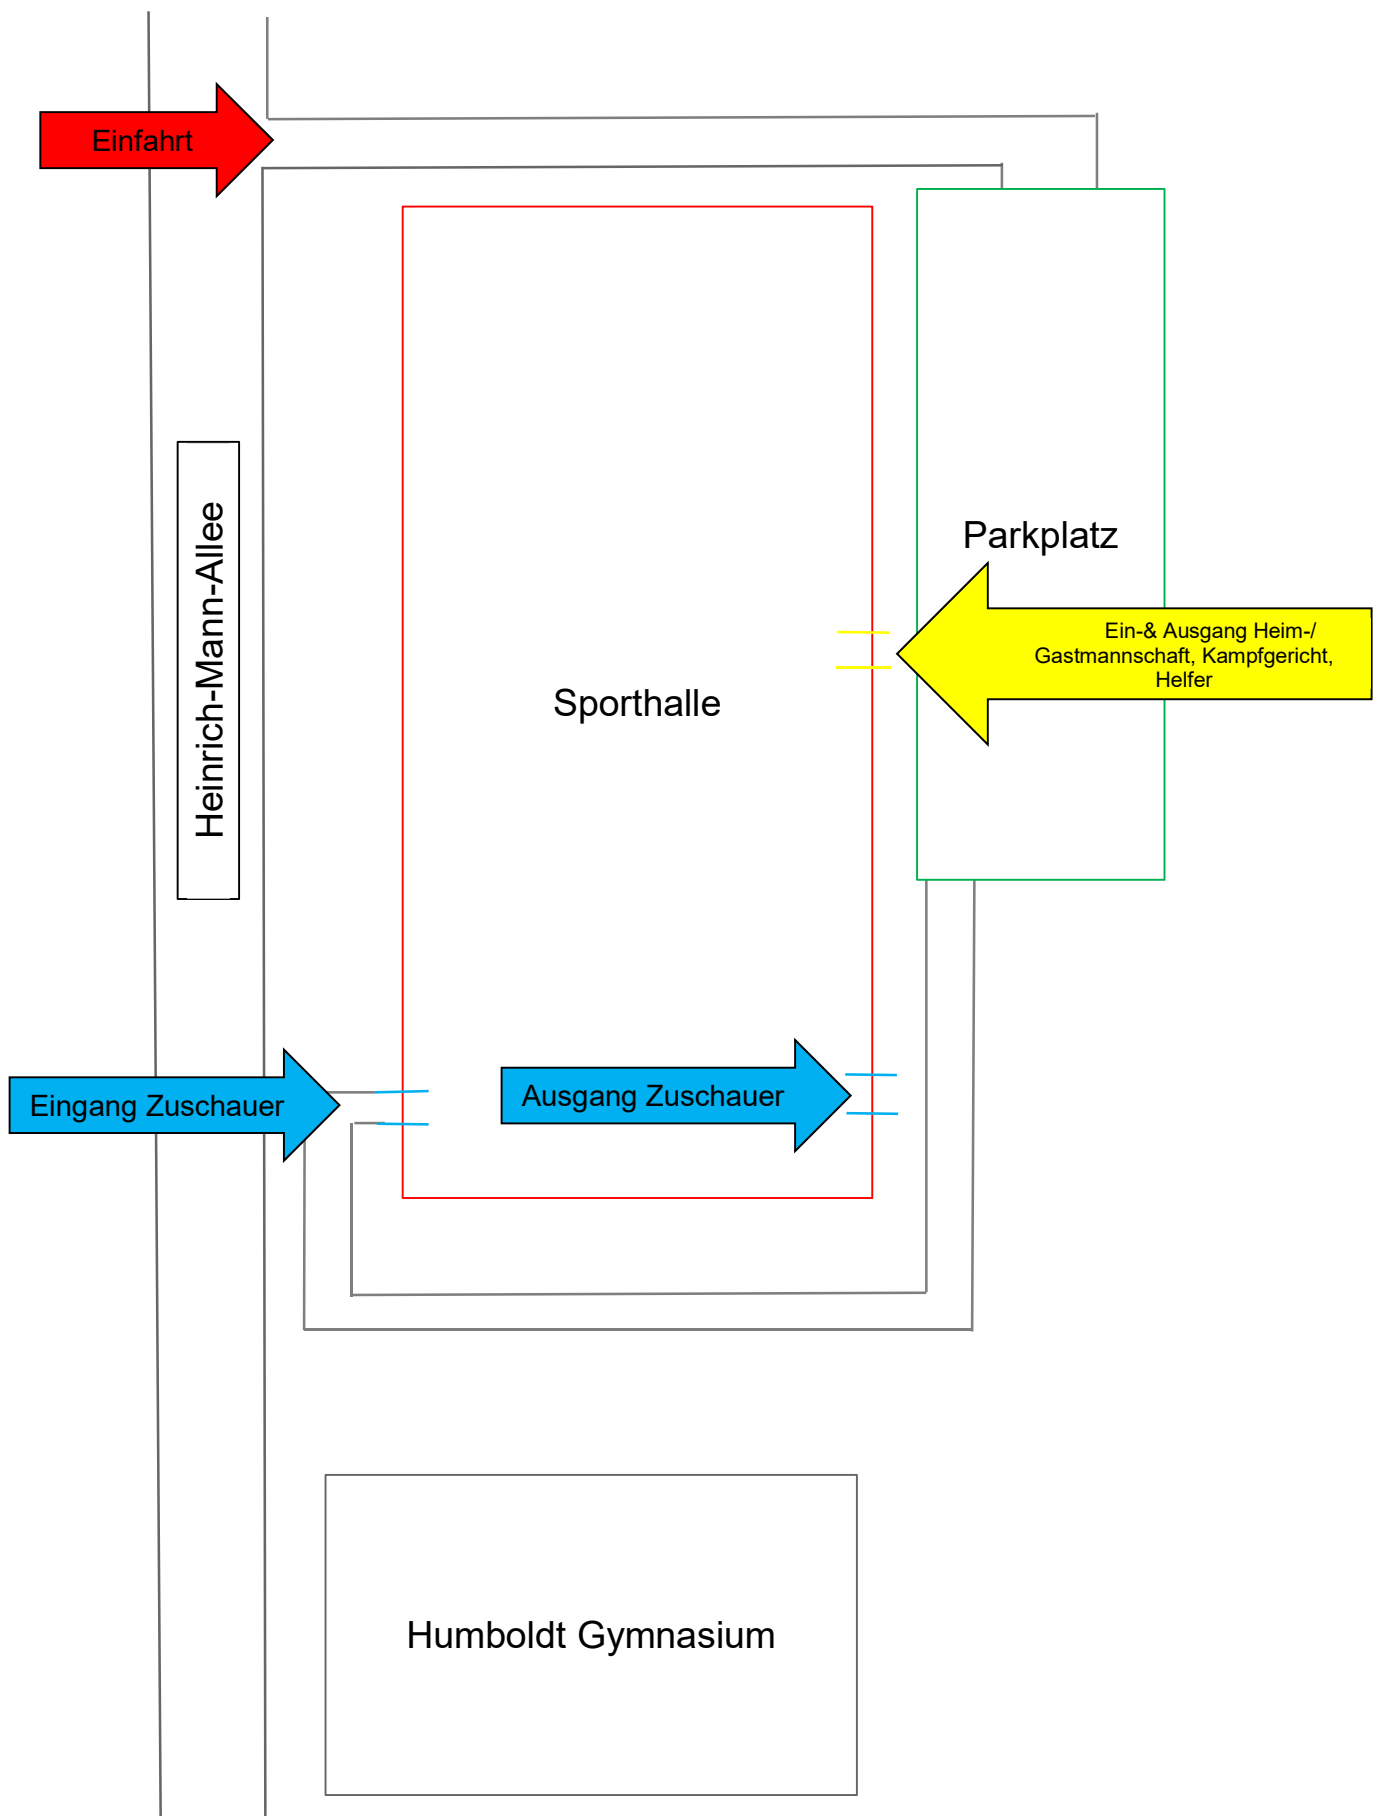 Einfahrt
Parkplatz
Heinrich-Mann-Allee
Ein-& Ausgang Heim-/
Gastmannschaft, Kampfgericht,
Helfer
Sporthalle
Eingang Zuschauer
Ausgang Zuschauer
Humboldt Gymnasium